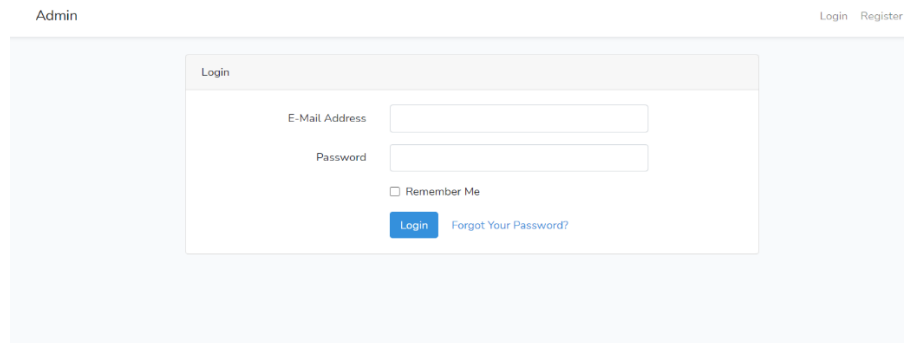 Admin Login Register
Login
E-Mail Address
Password
Remember Me
Login Forgot Your Password?